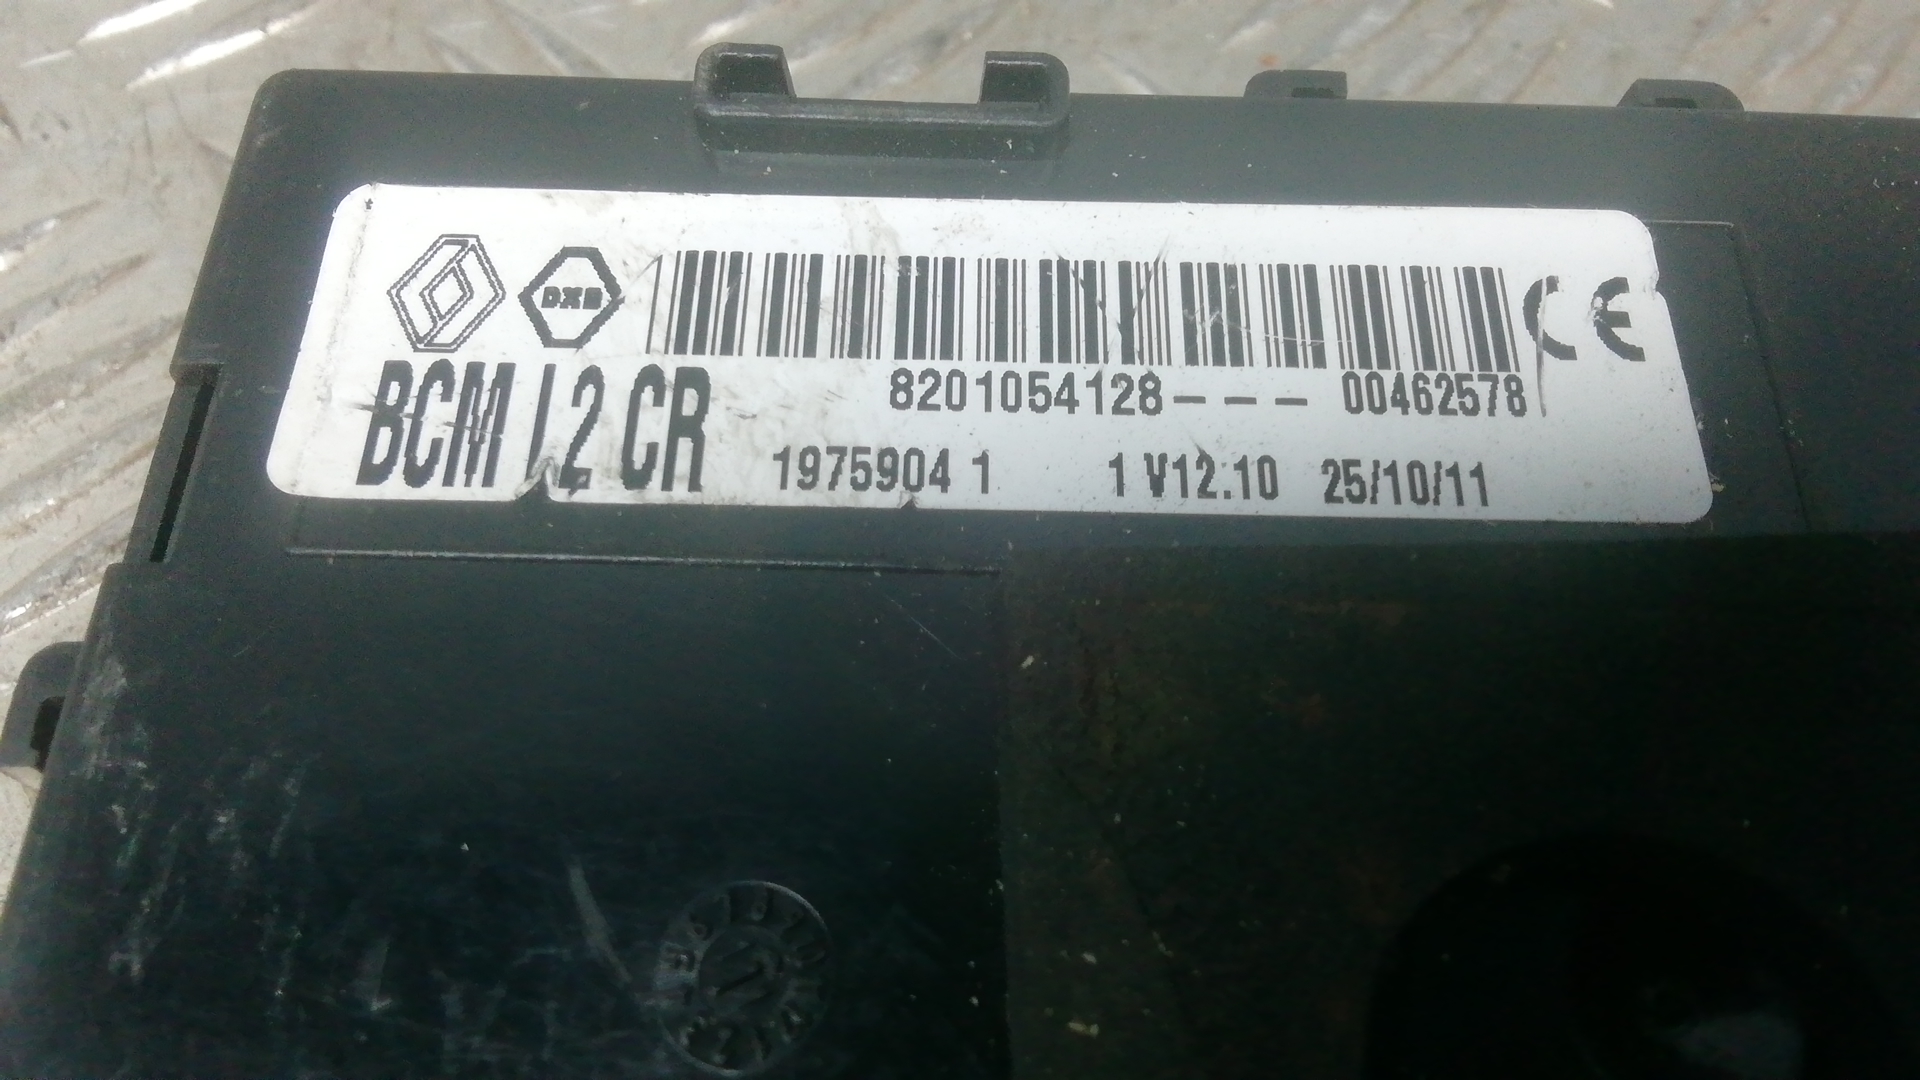 DXB
CE
8201054128--- 00462578
BCM L2 CR
1975904 1 1 V12.10 25/10/11